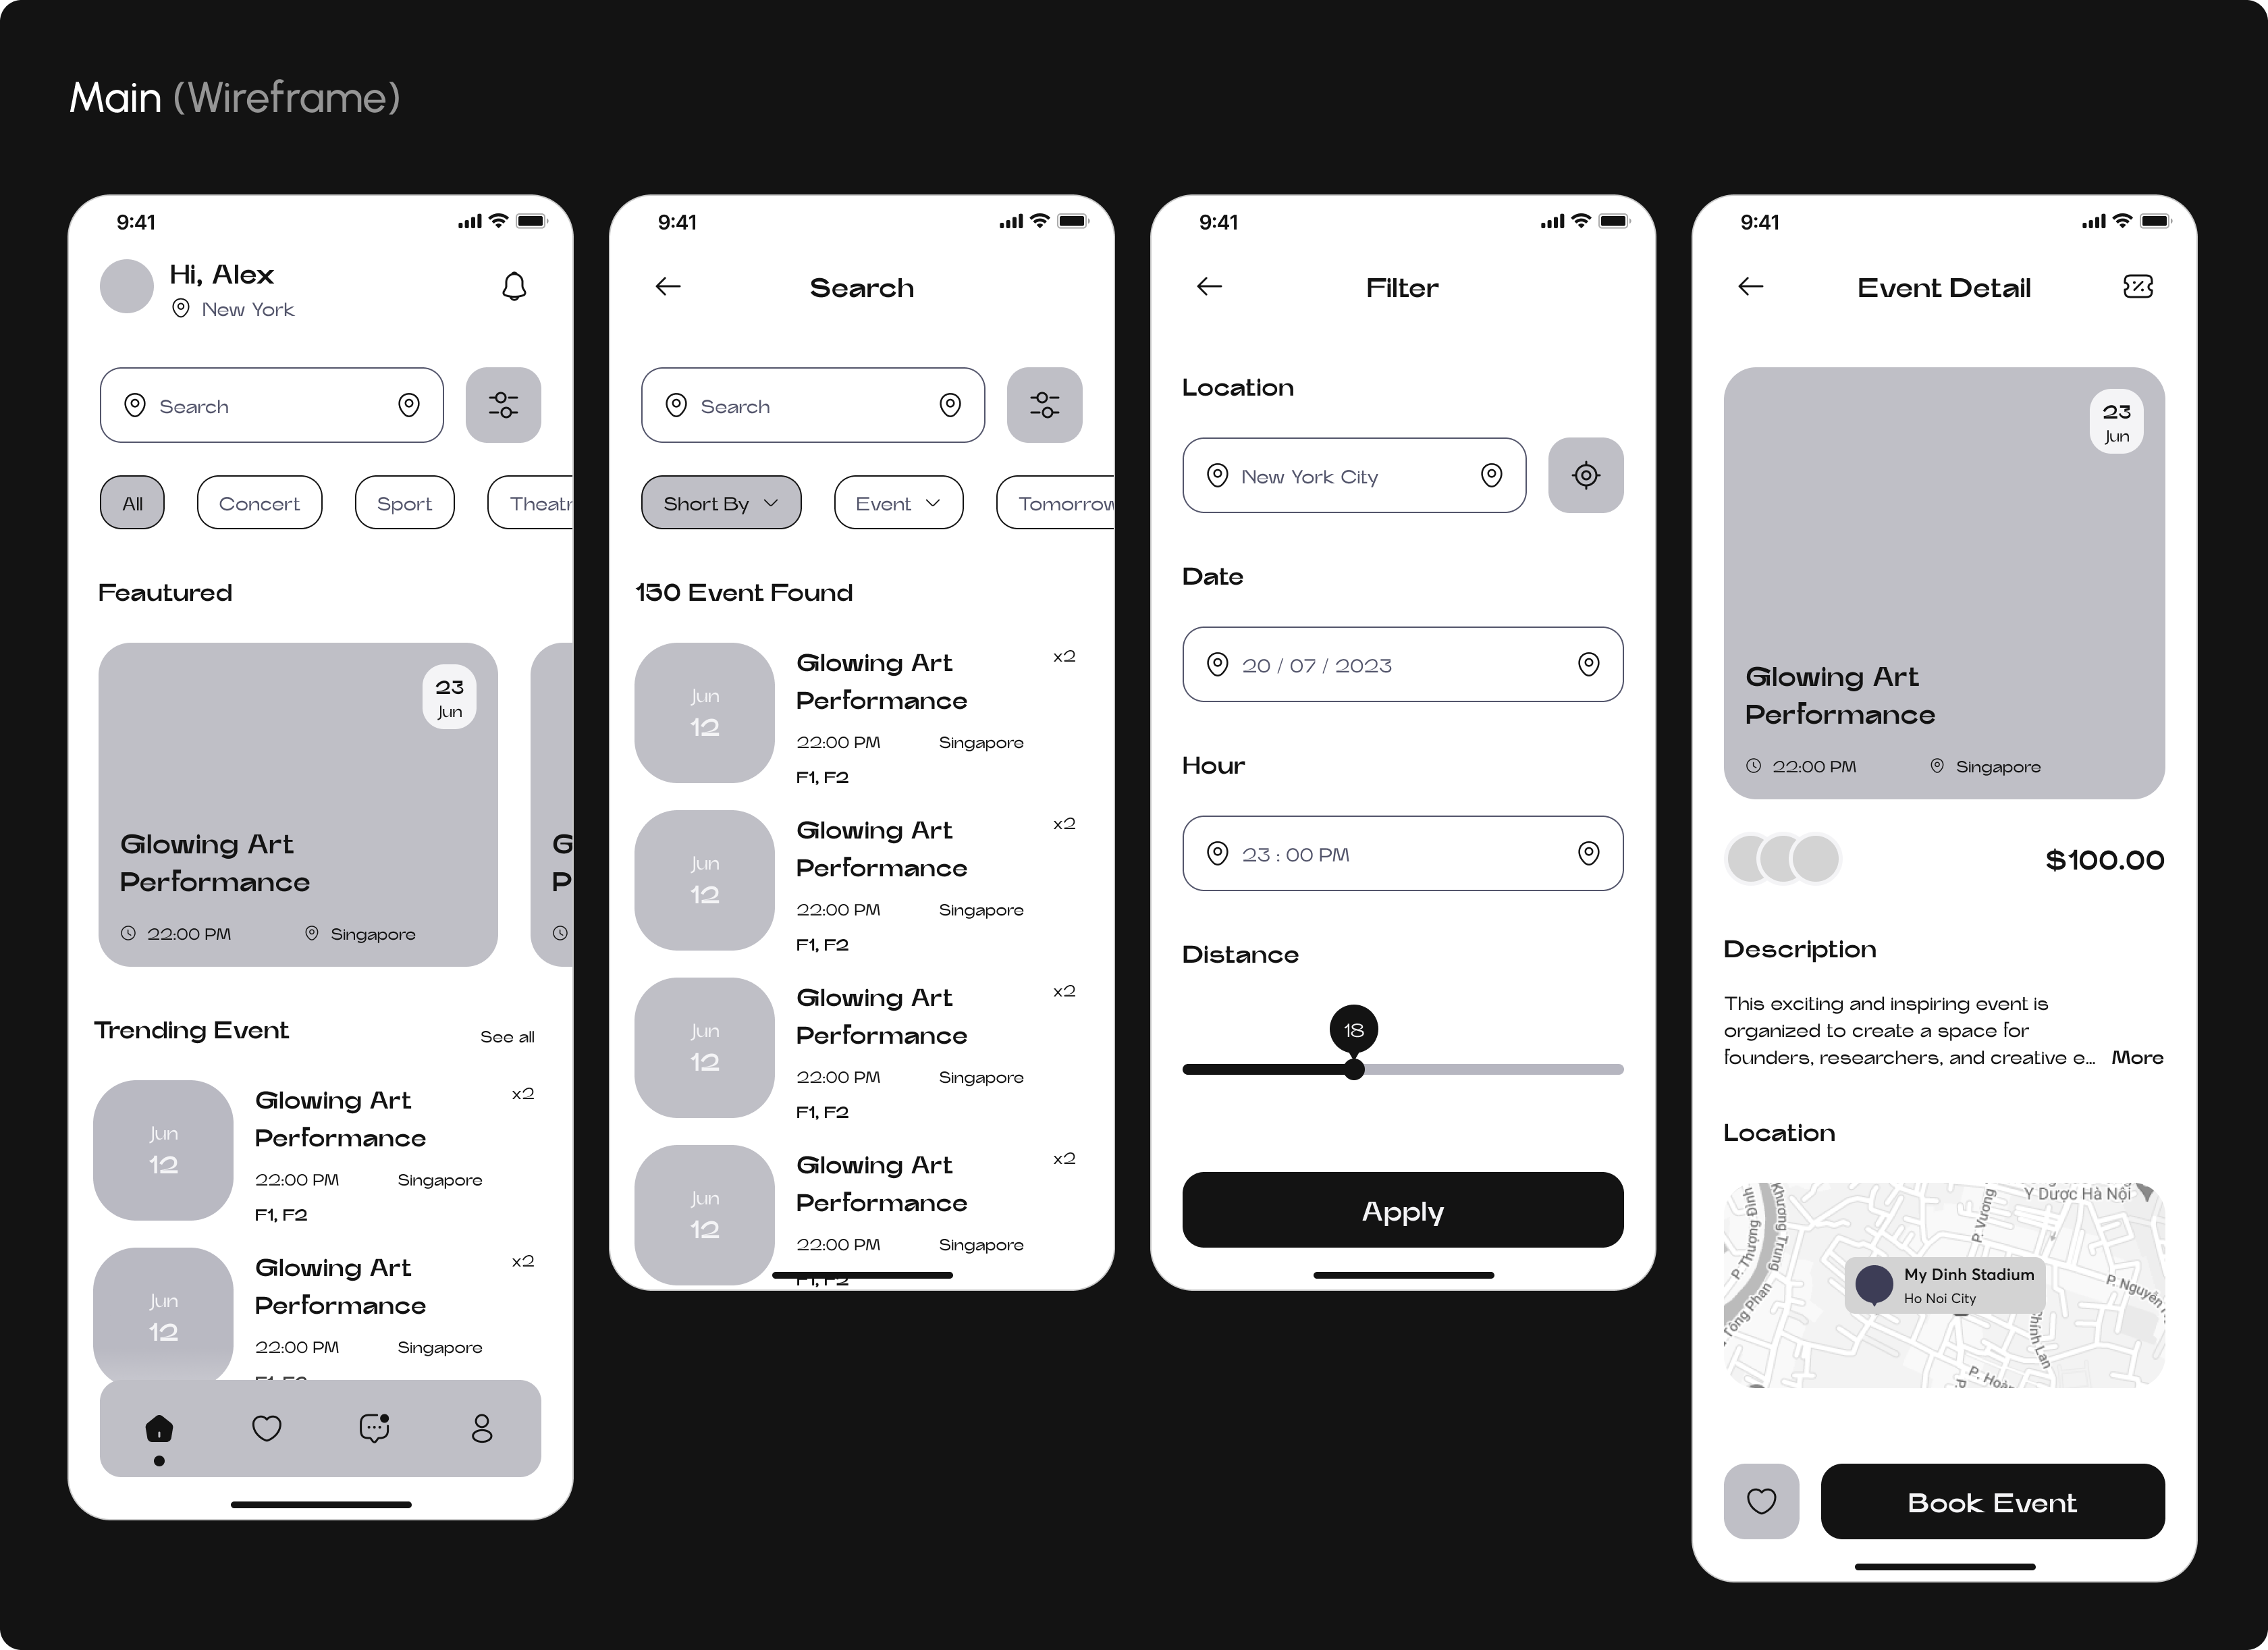 Main (Wireframe)
9:41
Hi, Alex
New York
Search
All
Concert
Sport
Theatr
Feautured
23
Jun
Glowing Art
Performance
22:00 PM
Singapore
G
P
Trending Event
See all
Jun
12
Glowing Art
Performance
x2
22:00 PM
Singapore
F1, F2
Jun
12
Glowing Art
Performance
x2
22:00 PM
Singapore
F1, F2
9:41
Search
Search
Short By
Event
Tomorrow
150 Event Found
Jun
12
Glowing Art
Performance
x2
22:00 PM
Singapore
F1, F2
Jun
12
Glowing Art
Performance
x2
22:00 PM
Singapore
F1, F2
Jun
12
Glowing Art
Performance
x2
22:00 PM
Singapore
F1, F2
Jun
12
Glowing Art
Performance
x2
22:00 PM
Singapore
F1, F2
9:41
Filter
Location
New York City
Date
20 / 07 / 2023
Hour
23 : 00 PM
Distance
18
Apply
9:41
Event Detail
23
Jun
Glowing Art
Performance
22:00 PM
Singapore
$100.00
Description
This exciting and inspiring event is
organized to create a space for
founders, researchers, and creative e... More
Location
Y Dược Hà Nội
P. Thượng Đình
Khương Trung
P. Vương
My Dinh Stadium
Ho Noi City
P. Nguyễn
Tông Phan
Chính Lan
P. Hoà
Book Event